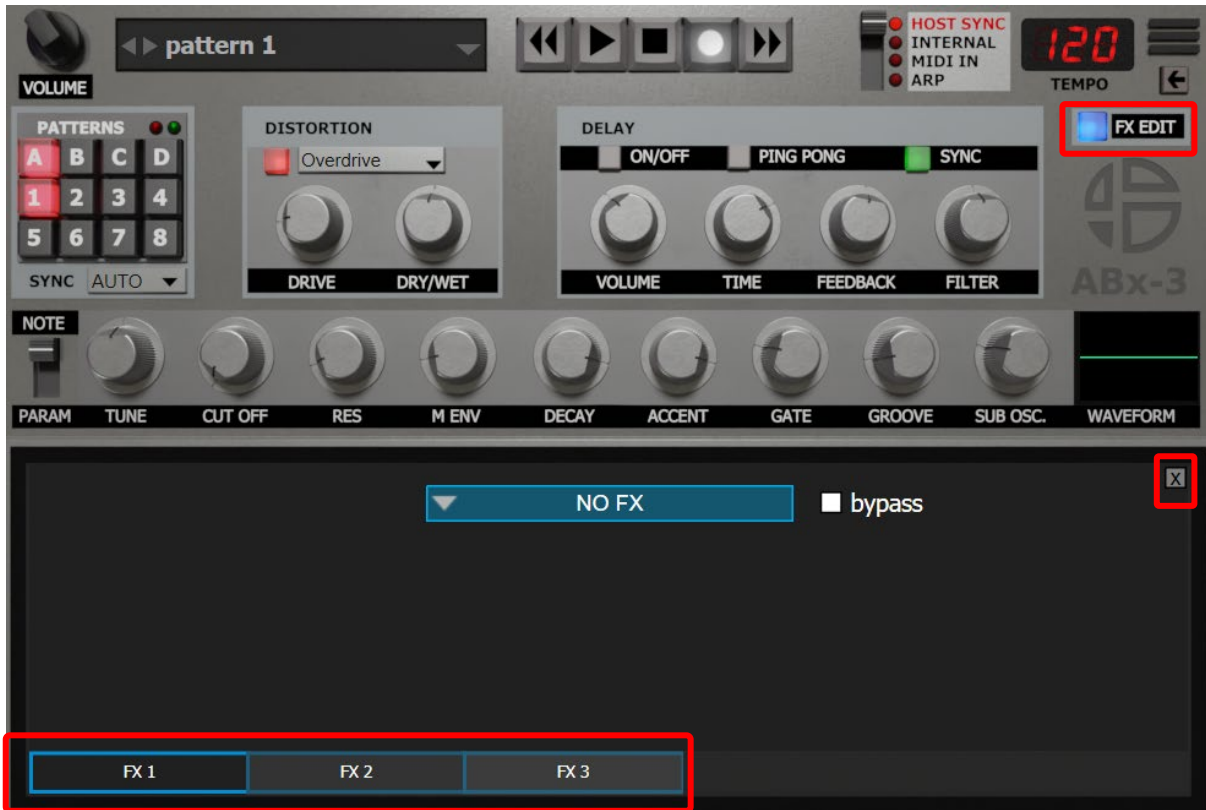 pattern 1
HOST SYNC
INTERNAL
MIDI IN
ARP
120
VOLUME
TEMPO
PATTERNS
A B C D
1 2 3 4
5 6 7 8
SYNC AUTO
DISTORTION
Overdrive
DRIVE DRY/WET
DELAY
ON/OFF PING PONG SYNC
VOLUME TIME FEEDBACK FILTER
FX EDIT
ABx-3
NOTE
PARAM TUNE CUT OFF RES M ENV DECAY ACCENT GATE GROOVE SUB OSC. WAVEFORM
X
NO FX bypass
FX 1 FX 2 FX 3